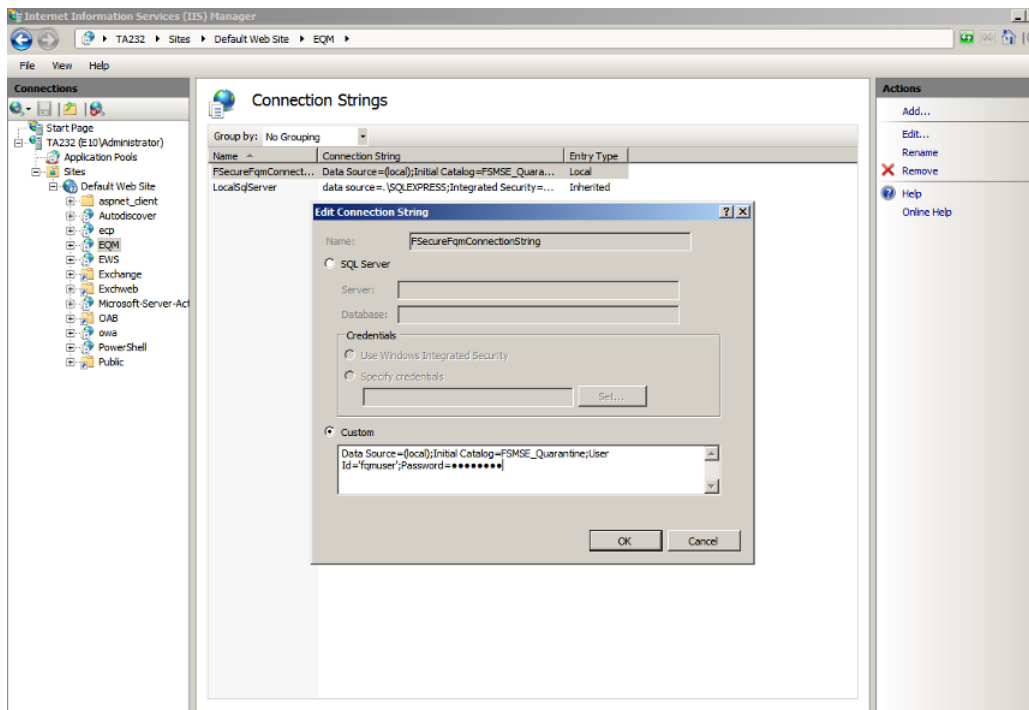 Internet Information Services (IIS) Manager
TA232 Sites Default Web Site EQM
File View Help
Connections
Start Page
TA232 (E10\Administrator)
Application Pools
Sites
Default Web Site
aspnet_client
Autodiscover
ecp
EQM
EWS
Exchange
Exchweb
Microsoft-Server-Act
OAB
owa
PowerShell
Public
Connection Strings
Group by: No Grouping
Name Connection String Entry Type
FSecureFqmConnect... Data Source=(local);Initial Catalog=FSMSE_Quara... Local
LocalSqlServer data source=.\SQLEXPRESS;Integrated Security=... Inherited
Edit Connection String
Name: FSecureFqmConnectionString
SQL Server
Server:
Database:
Credentials
Use Windows Integrated Security
Specify credentials
Set...
Custom
Data Source=(local);Initial Catalog=FSMSE_Quarantine;User
Id='fqmuser';Password=●●●●●●●●
OK Cancel
Actions
Add...
Edit...
Rename
Remove
Help
Online Help